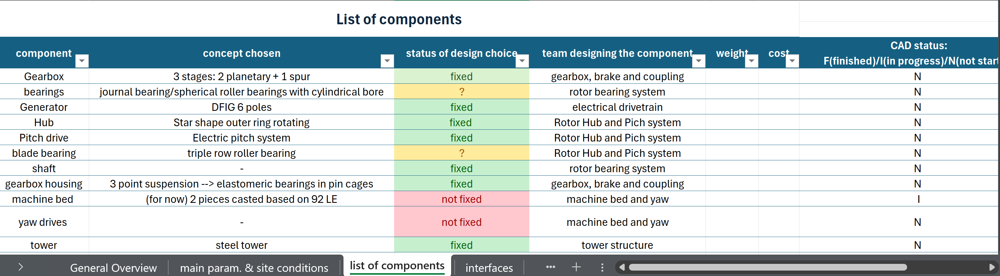 List of components
component concept chosen status of design choice team designing the component weight cost CAD status:
F(finished)/I(in progress)/N(not start
Gearbox 3 stages: 2 planetary + 1 spur fixed gearbox, brake and coupling N
bearings journal bearing/spherical roller bearings with cylindrical bore ? rotor bearing system N
Generator DFIG 6 poles fixed electrical drivetrain N
Hub Star shape outer ring rotating fixed Rotor Hub and Pich system N
Pitch drive Electric pitch system fixed Rotor Hub and Pich system N
blade bearing triple row roller bearing ? Rotor Hub and Pich system N
shaft - fixed rotor bearing system N
gearbox housing 3 point suspension --> elastomeric bearings in pin cages fixed gearbox, brake and coupling N
machine bed (for now) 2 pieces casted based on 92 LE not fixed machine bed and yaw I
yaw drives - not fixed machine bed and yaw N
tower steel tower fixed tower structure N
General Overview main param. & site conditions list of components interfaces